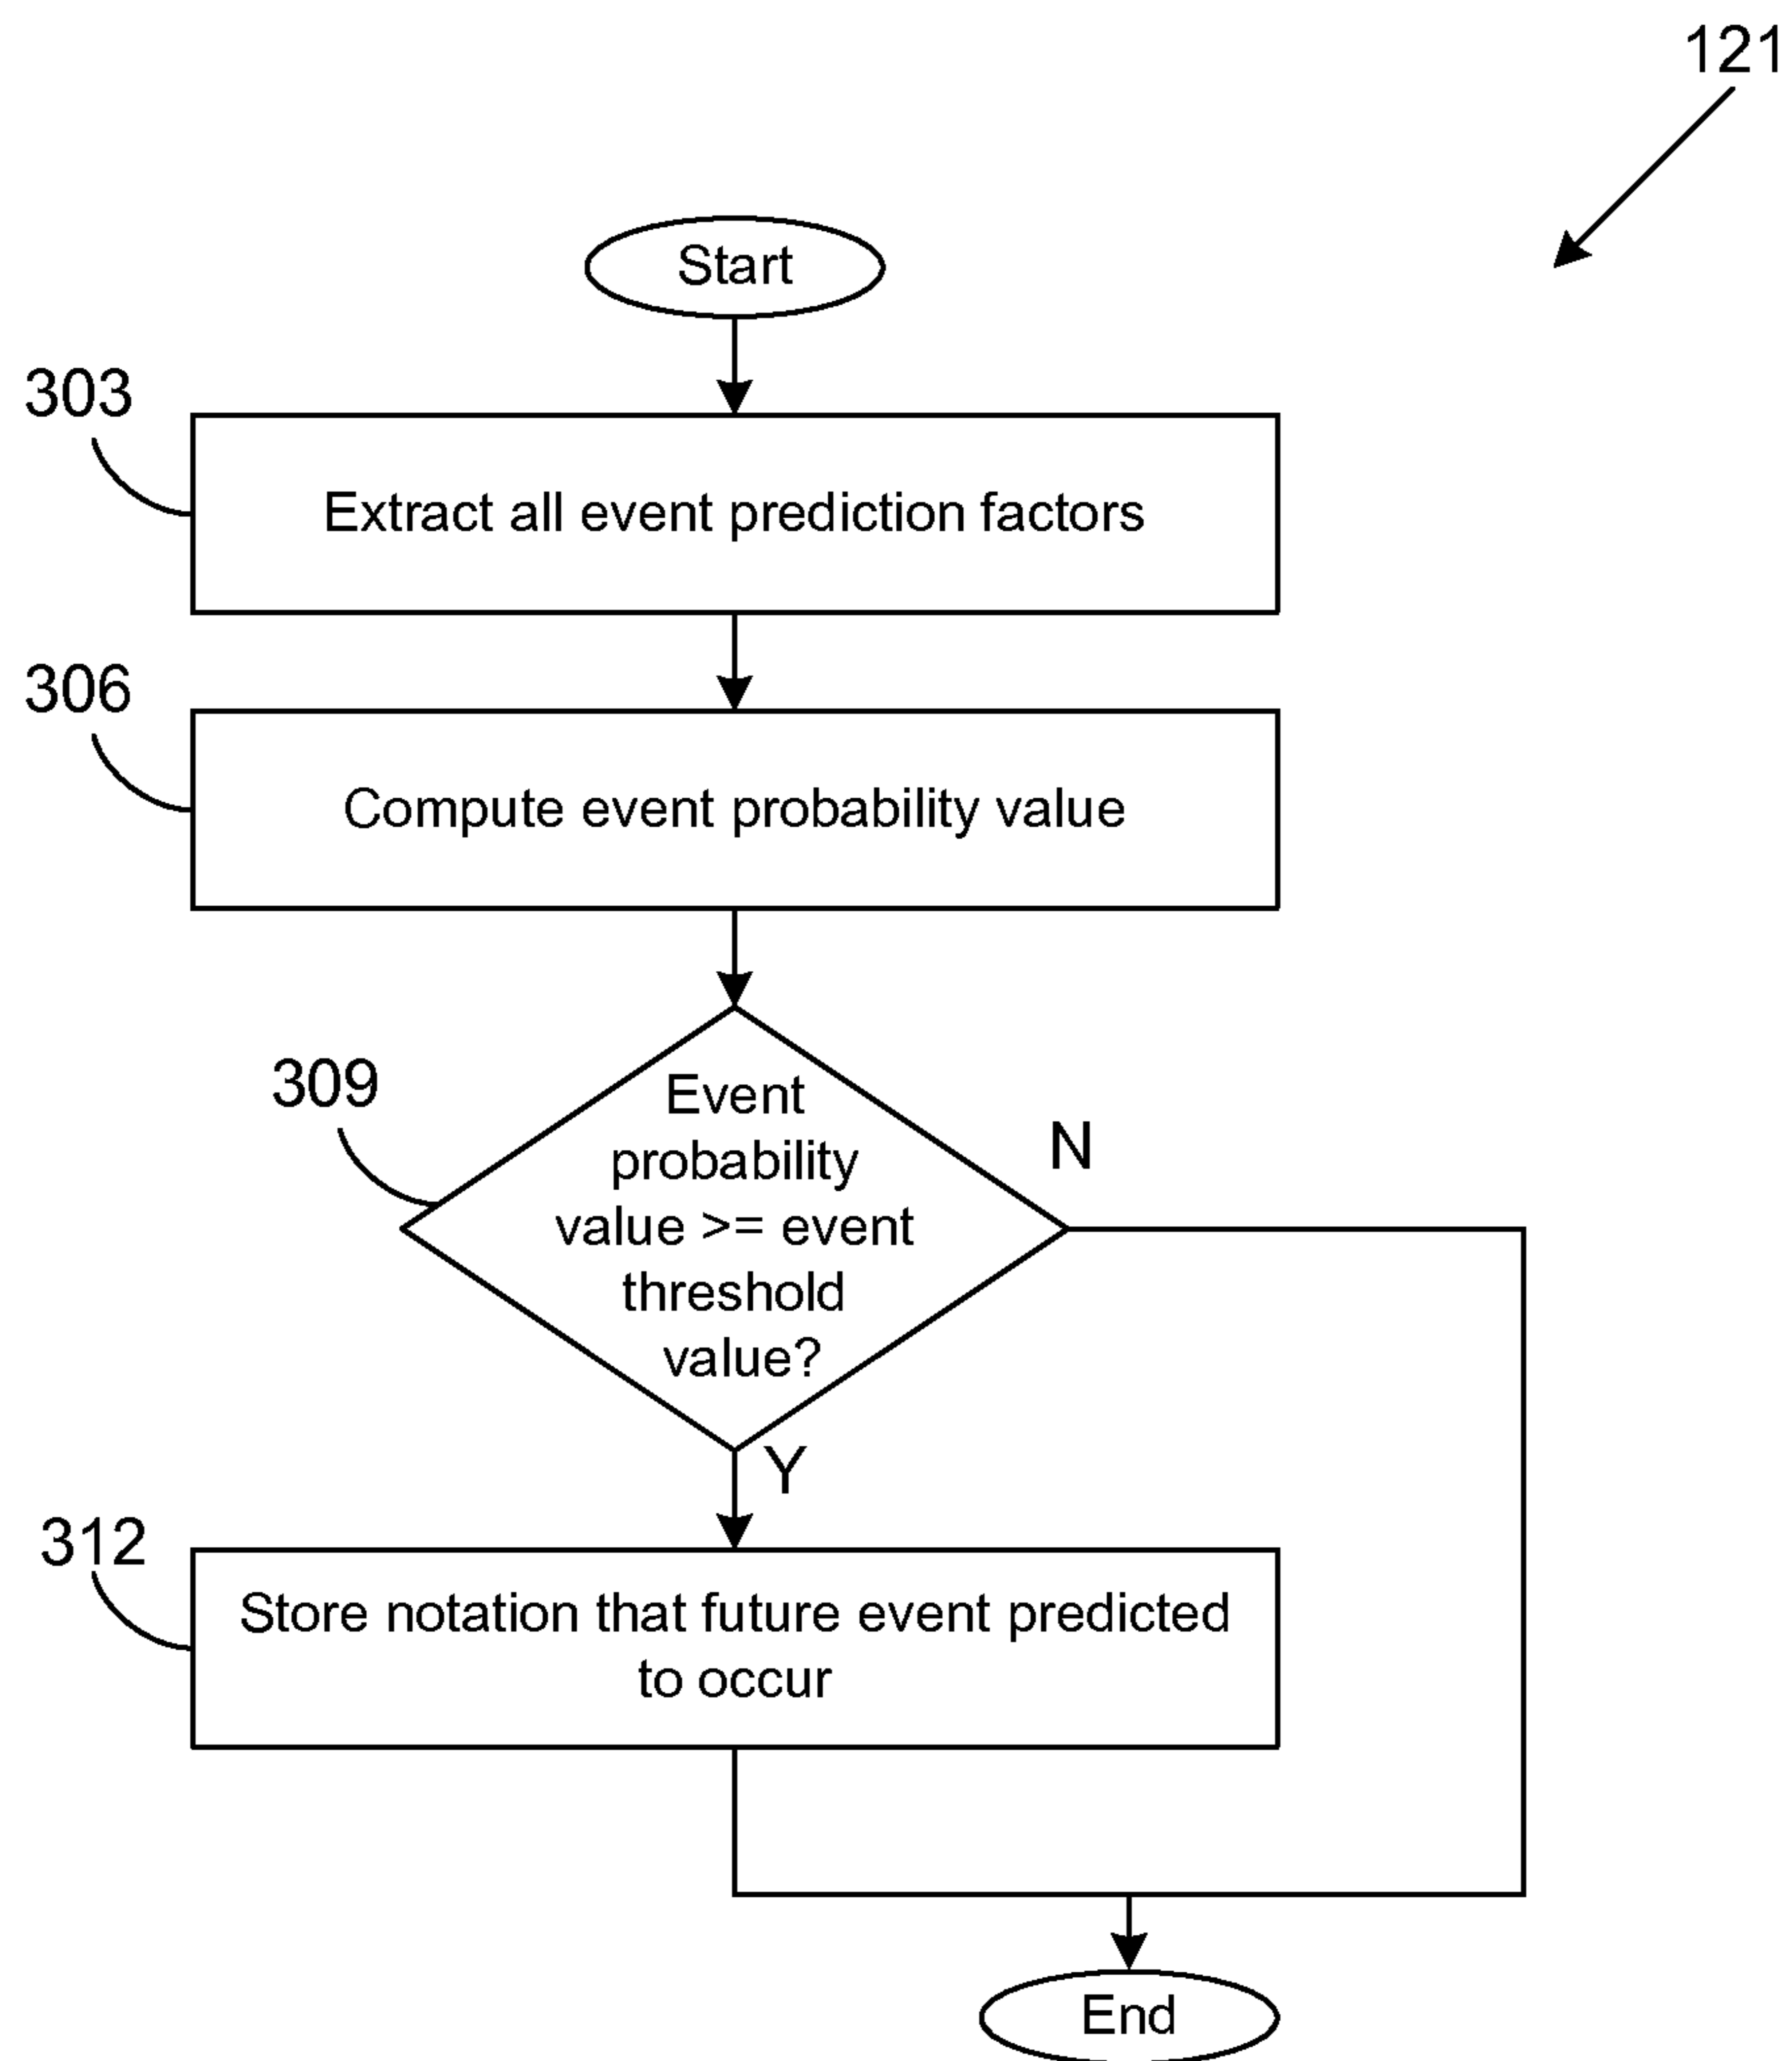 121
Start
303
Extract all event prediction factors
306
Compute event probability value
309
Event
probability
value >= event
threshold
value?
N
Y
312
Store notation that future event predicted
to occur
End